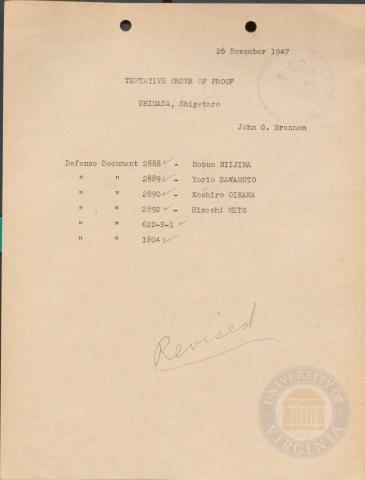 26 November 1947
TENTATIVE ORDER OF PROOF
SHIMADA, Shigetaro
John G. Brannon
Defense Document 2888 - Nobuo NIIJIMA
" " 2889 - Yorio SAWAMOTO
" " 2890 - Koshiro OIKAWA
" " 2892 - Hisashi MITO
" " 622-B-1
" " 1804
Revised
UNIVERSITY OF VIRGINIA